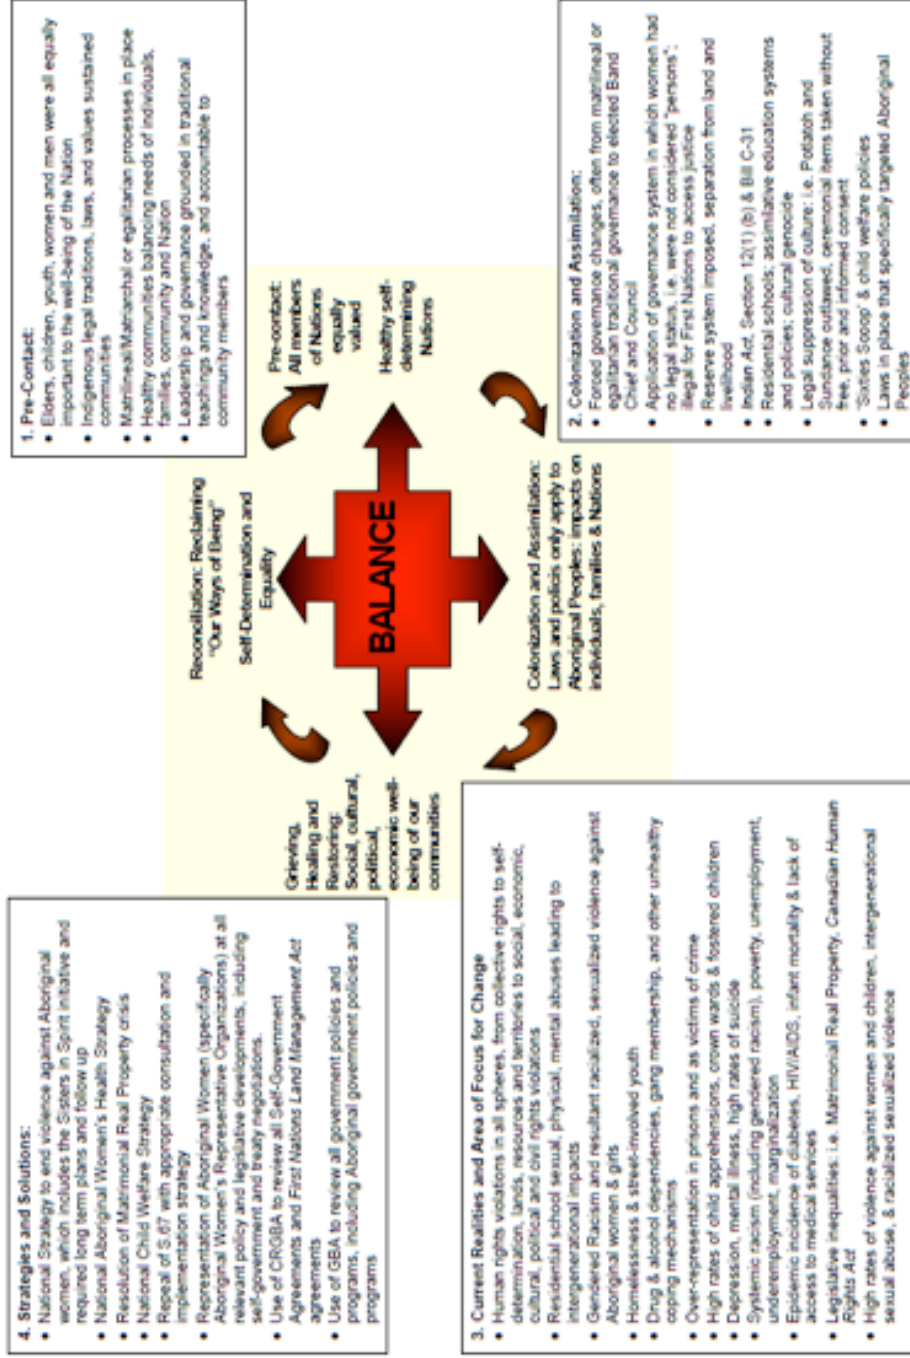 1. Pre-Contact:
• Elders, children, youth, women and men were all equally
important to the well-being of the Nation
• Indigenous legal traditions, laws, and values sustained
communities
• Matrilineal/Matriarchal or egalitarian processes in place
• Healthy communities balancing needs of individuals,
families, community and Nation
• Leadership and governance grounded in traditional
teachings and knowledge, and accountable to
community members
2. Colonization and Assimilation:
• Forced governance changes, often from matrilineal or
egalitarian traditional governance to elected Band
Chief and Council
• Application of governance system in which women had
no legal status, i.e. were not considered "persons";
illegal for First Nations to access justice
• Reserve system imposed, separation from land and
livelihood
• Indian Act, Section 12(1) (b) & Bill C-31
• Residential schools; assimilative education systems
and policies; cultural genocide
• Legal suppression of culture: i.e. Potlatch and
Sundance outlawed, ceremonial items taken without
free, prior and informed consent
• 'Sixties Scoop' & child welfare policies
• Laws in place that specifically targeted Aboriginal
Peoples
Reconciliation: Reclaiming
"Our Ways of Being"
Self-Determination and
Equality
Pre-contact:
All members
of Nations
equally
valued
Healthy self-
determining
Nations
BALANCE
Grieving,
Healing and
Restoring:
Social, cultural,
political,
economic well-
being of our
communities
Colonization and Assimilation:
Laws and policis only apply to
Aboriginal Peoples: impacts on
individuals, families & Nations
4. Strategies and Solutions:
• National Strategy to end violence against Aboriginal
women, which includes the Sisters in Spirit initiative and
required long term plans and follow up
• National Aboriginal Women's Health Strategy
• Resolution of Matrimonial Real Property crisis
• National Child Welfare Strategy
• Repeal of S.67 with appropriate consultation and
implementation strategy
• Representation of Aboriginal Women (specifically
Aboriginal Women's Representative Organizations) at all
relevant policy and legislative developments, including
self-government and treaty negotiations.
• Use of CRGBA to review all Self-Government
Agreements and First Nations Land Management Act
agreements
• Use of GBA to review all government policies and
programs, including Aboriginal government policies and
programs
3. Current Realities and Area of Focus for Change
• Human rights violations in all spheres, from collective rights to self-
determination, lands, resources and territories to social, economic,
cultural, political and civil rights violations
• Residential school sexual, physical, mental abuses leading to
intergenerational impacts
• Gendered Racism and resultant racialized, sexualized violence against
Aboriginal women & girls
• Homelessness & street-involved youth
• Drug & alcohol dependencies, gang membership, and other unhealthy
coping mechanisms
• Over-representation in prisons and as victims of crime
• High rates of child apprehensions, crown wards & fostered children
• Depression, mental illness, high rates of suicide
• Systemic racism (including gendered racism), poverty, unemployment,
underemployment, marginalization
• Epidemic incidence of diabetes, HIV/AIDS, infant mortality & lack of
access to medical services
• Legislative inequalities: i.e. Matrimonial Real Property, Canadian Human
Rights Act
• High rates of violence against women and children, intergenerational
sexual abuse, & racialized sexualized violence